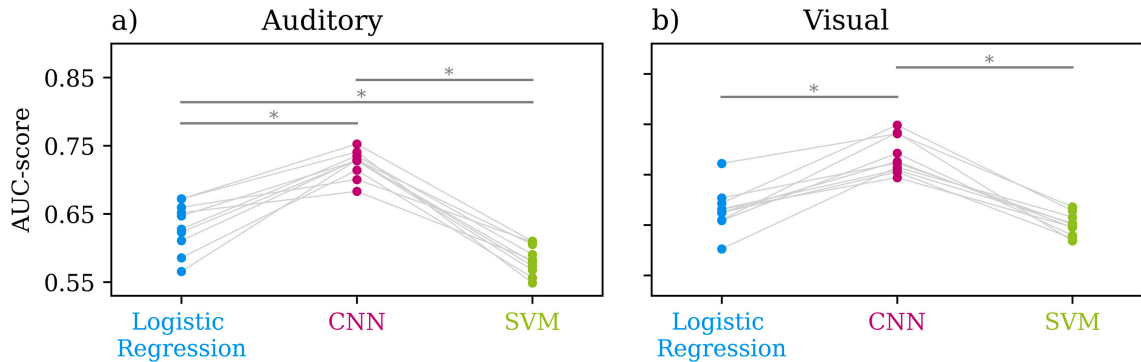 a) Auditory
b) Visual
AUC-score
0.85
0.75
0.65
0.55
*
*
*
*
*
Logistic
Regression
CNN
SVM
Logistic
Regression
CNN
SVM